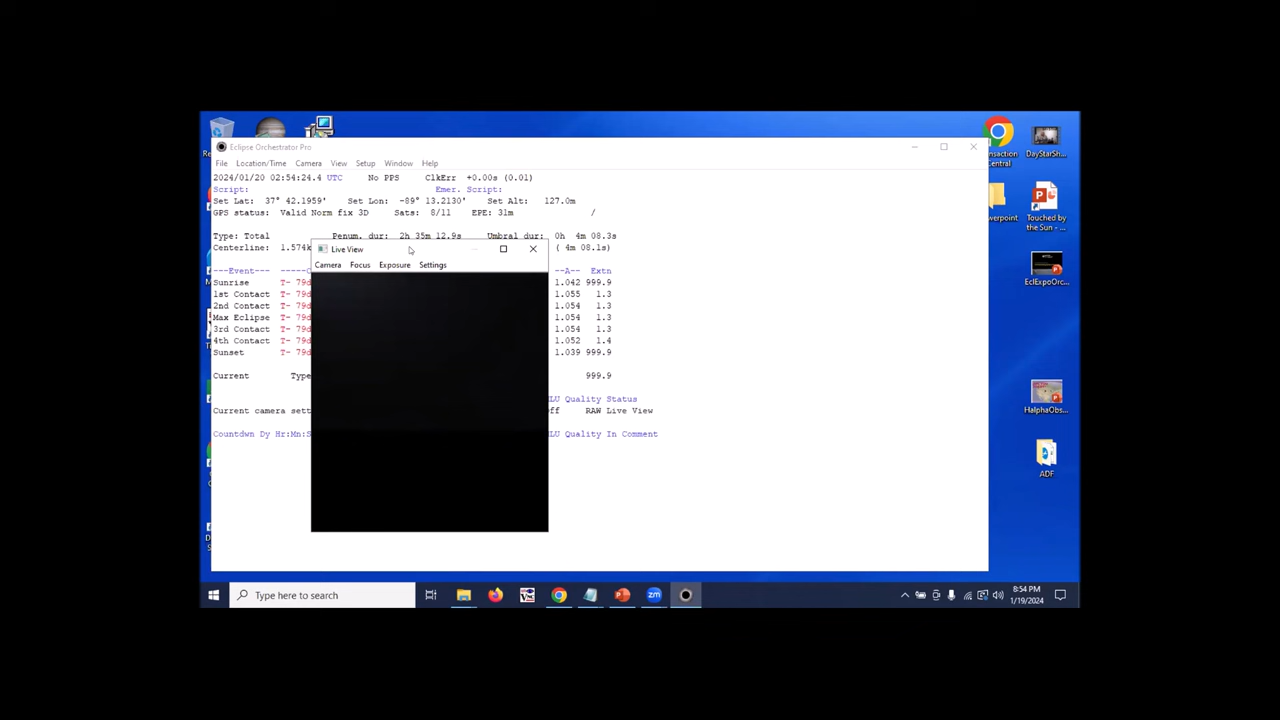 Eclipse Orchestrator Pro
File Location/Time Camera View Setup Window Help
2024/01/20 02:54:24.4 UTC No PPS ClkErr +0.00s (0.01)
Script: Emer. Script:
Set Lat: 37° 42.1959' Set Lon: -89° 13.2130' Set Alt: 127.0m
GPS status: Valid Norm fix 3D Sats: 8/11 EPE: 31m /
Type: Total Penum. dur: 2h 35m 12.9s Umbral dur: 0h 4m 08.3s
Centerline: 1.574k ( 4m 08.1s)
Live View
Camera Focus Exposure Settings
---Event--- --A-- Extn
Sunrise T- 79d 1.042 999.9
1st Contact T- 79d 1.055 1.3
2nd Contact T- 79d 1.054 1.3
Max Eclipse T- 79d 1.054 1.3
3rd Contact T- 79d 1.054 1.3
4th Contact T- 79d 1.052 1.4
Sunset T- 79d 1.039 999.9
Current Type 999.9
LU Quality Status
Current camera sett ff RAW Live View
Countdwn Dy Hr:Mn:S LU Quality In Comment
Central
DayStarSh...
werpoint
Touched by
the Sun - ...
EclExpoOrc...
HalphaObs...
ADF
Type here to search
zm
8:54 PM
1/19/2024